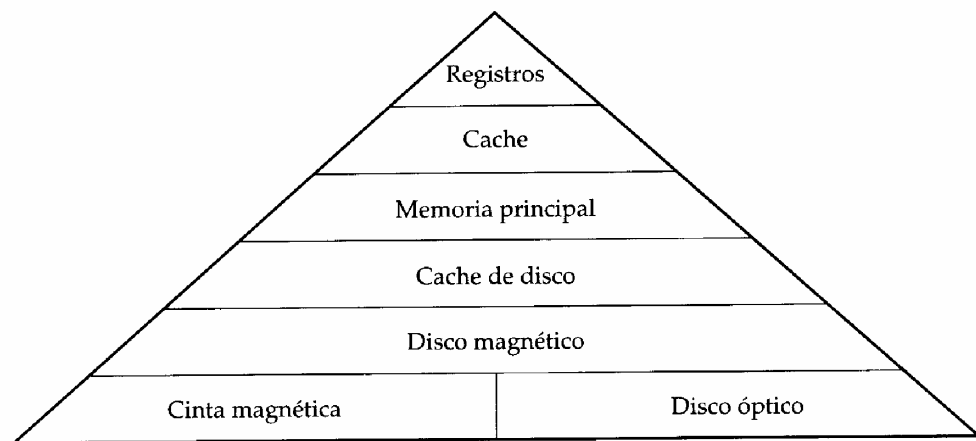 Registros
Cache
Memoria principal
Cache de disco
Disco magnético
Cinta magnética
Disco óptico